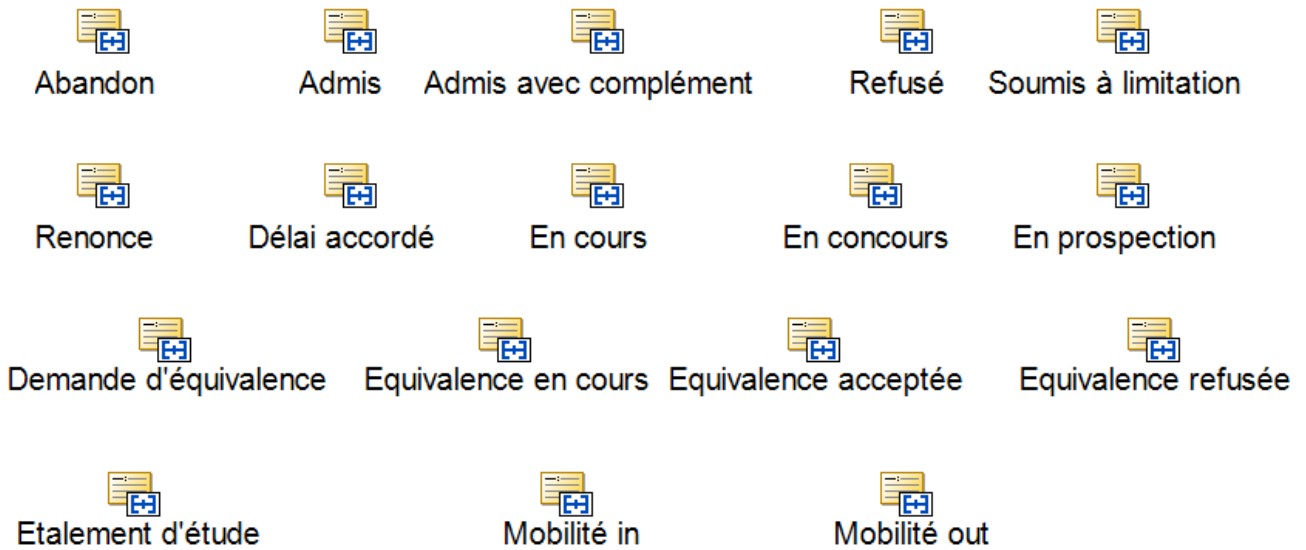 Abandon Admis Admis avec complément Refusé Soumis à limitation
Renonce Délai accordé En cours En concours En prospection
Demande d'équivalence Equivalence en cours Equivalence acceptée Equivalence refusée
Etalement d'étude Mobilité in Mobilité out